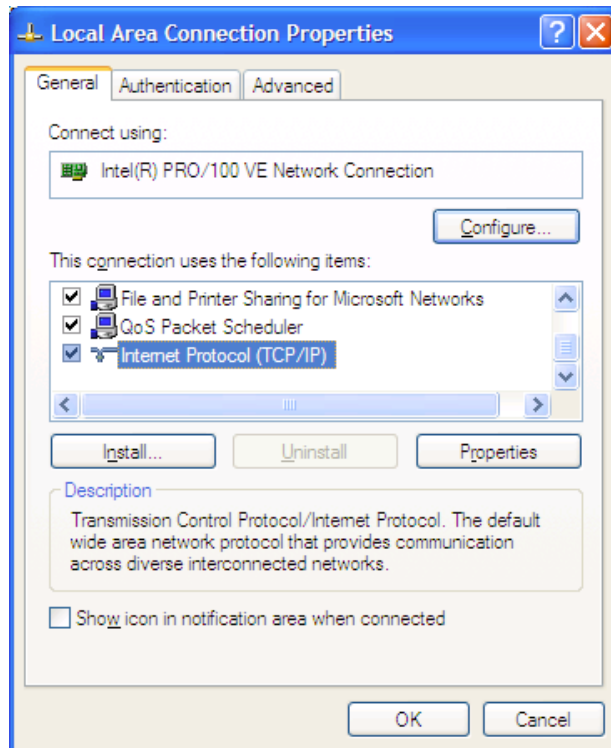 Local Area Connection Properties
General Authentication Advanced
Connect using:
Intel(R) PRO/100 VE Network Connection
Configure...
This connection uses the following items:
File and Printer Sharing for Microsoft Networks
QoS Packet Scheduler
Internet Protocol (TCP/IP)
Install... Uninstall Properties
Description
Transmission Control Protocol/Internet Protocol. The default
wide area network protocol that provides communication
across diverse interconnected networks.
Show icon in notification area when connected
OK Cancel